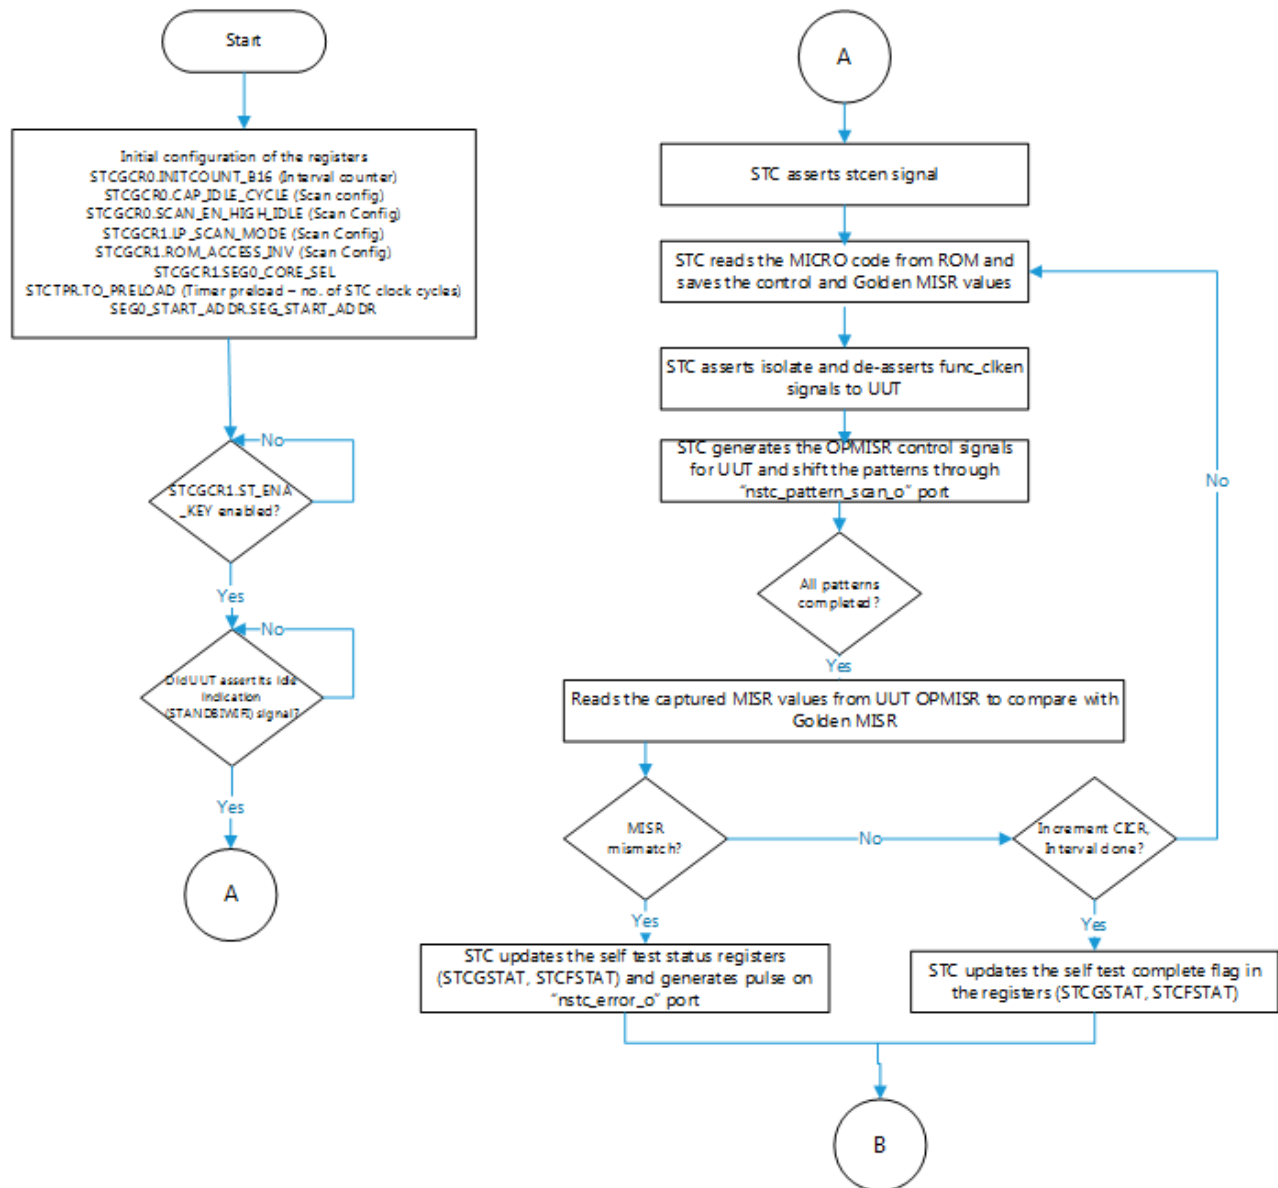 Start
Initial configuration of the registers
STCGCR0.INITCOUNT_B16 (Interval counter)
STCGCR0.CAP_IDLE_CYCLE (Scan config)
STCGCR0.SCAN_EN_HIGH_IDLE (Scan Config)
STCGCR1.LP_SCAN_MODE (Scan Config)
STCGCR1.ROM_ACCESS_INV (Scan Config)
STCGCR1.SEG0_CORE_SEL
STCTPR.TO_PRELOAD (Timer preload – no. of STC clock cycles)
SEG0_START_ADDR.SEG_START_ADDR
No
STCGCR1.ST_ENA
_KEY enabled?
Yes
No
Did UUT assert its Idle
Indication
(STANDBIWIFI) signal?
Yes
A
A
STC asserts stcen signal
STC reads the MICRO code from ROM and
saves the control and Golden MISR values
STC asserts isolate and de-asserts func_clken
signals to UUT
STC generates the OPMISR control signals
for UUT and shift the patterns through
“nstc_pattern_scan_o” port
No
All patterns
completed?
Yes
Reads the captured MISR values from UUT OPMISR to compare with
Golden MISR
MISR
mismatch?
No
Increment CICR,
Interval done?
Yes
Yes
STC updates the self test status registers
(STCGSTAT, STCFSTAT) and generates pulse on
“nstc_error_o” port
STC updates the self test complete flag in
the registers (STCGSTAT, STCFSTAT)
B